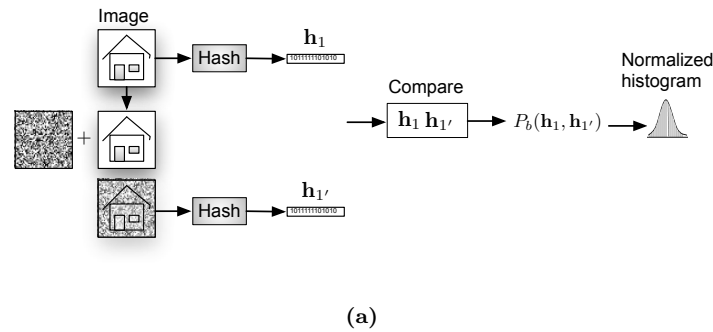 Image
h1
Hash
1011111101010
+
h1′
Hash
1011111101010
Compare
h1 h1′
Pb(h1, h1′)
Normalized
histogram
(a)